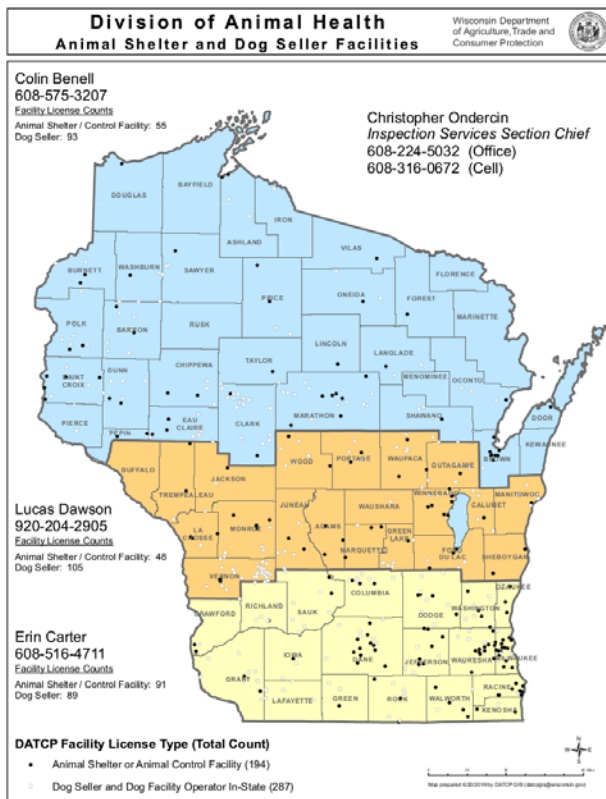 Division of Animal Health
Animal Shelter and Dog Seller Facilities
Wisconsin Department
of Agriculture, Trade and
Consumer Protection
Colin Benell
608-575-3207
Facility License Counts
Animal Shelter / Control Facility: 55
Dog Seller: 93
Christopher Ondercin
Inspection Services Section Chief
608-224-5032 (Office)
608-316-0672 (Cell)
DOUGLAS
BAYFIELD
IRON
ASHLAND
VILAS
BURNETT
WASHBURN
SAWYER
FLORENCE
PRICE
ONEIDA
FOREST
MARINETTE
POLK
BARRON
RUSK
LINCOLN
LANGLADE
TAYLOR
CHIPPEWA
DUNN
SAINT
CROIX
MENOMINEE
OCONTO
DOOR
PIERCE
PEPIN
EAU
CLAIRE
CLARK
MARATHON
SHAWANO
KEWAUNEE
BROWN
WOOD
PORTAGE
WAUPACA
OUTAGAMIE
BUFFALO
TREMPEALEAU
JACKSON
WINNEBAGO
CALUMET
MANITOWOC
Lucas Dawson
920-204-2905
Facility License Counts
Animal Shelter / Control Facility: 48
Dog Seller: 105
LA
CROSSE
MONROE
JUNEAU
ADAMS
WAUSHARA
MARQUETTE
GREEN
LAKE
FOND
DU LAC
SHEBOYGAN
VERNON
Erin Carter
608-516-4711
Facility License Counts
Animal Shelter / Control Facility: 91
Dog Seller: 89
CRAWFORD
RICHLAND
SAUK
COLUMBIA
DODGE
WASHINGTON
OZAUKEE
GRANT
IOWA
DANE
JEFFERSON
WAUKESHA
MILWAUKEE
LAFAYETTE
GREEN
ROCK
WALWORTH
RACINE
KENOSHA
DATCP Facility License Type (Total Count)
Animal Shelter or Animal Control Facility (194)
Dog Seller and Dog Facility Operator In-State (287)
N
W
E
S